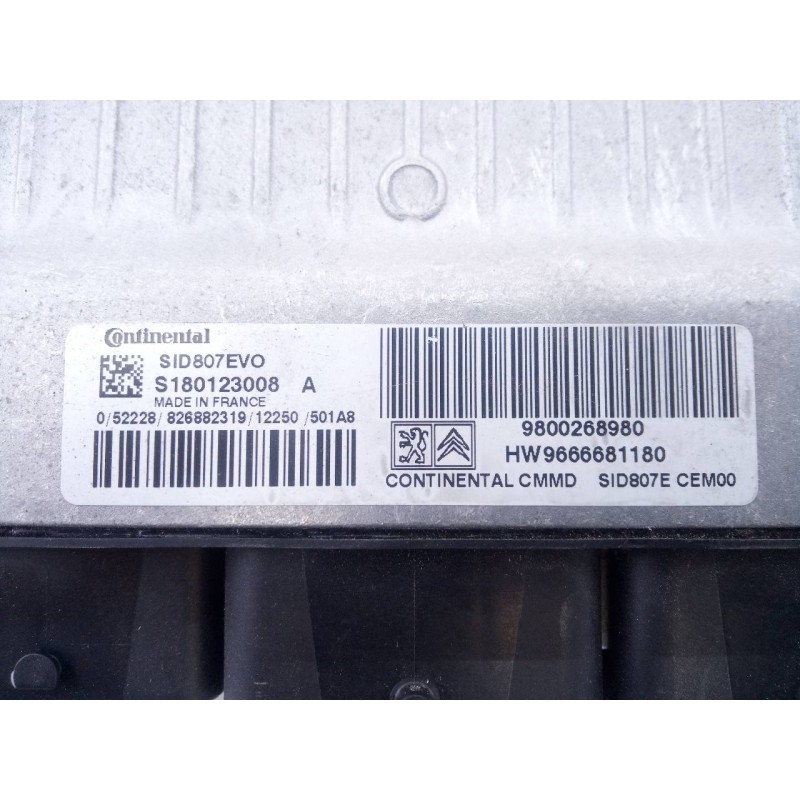 Continental
SID807EVO
S180123008 A
MADE IN FRANCE
0/52228/826882319/12250/501A8
9800268980
HW9666681180
CONTINENTAL CMMD SID807E CEM00